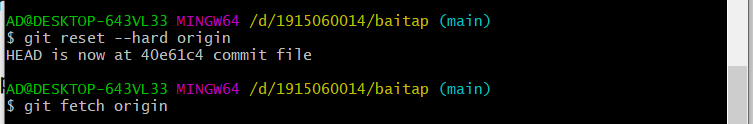 AD@DESKTOP-643VL33 MINGW64 /d/1915060014/baitap (main)
$ git reset --hard origin
HEAD is now at 40e61c4 commit file
AD@DESKTOP-643VL33 MINGW64 /d/1915060014/baitap (main)
$ git fetch origin